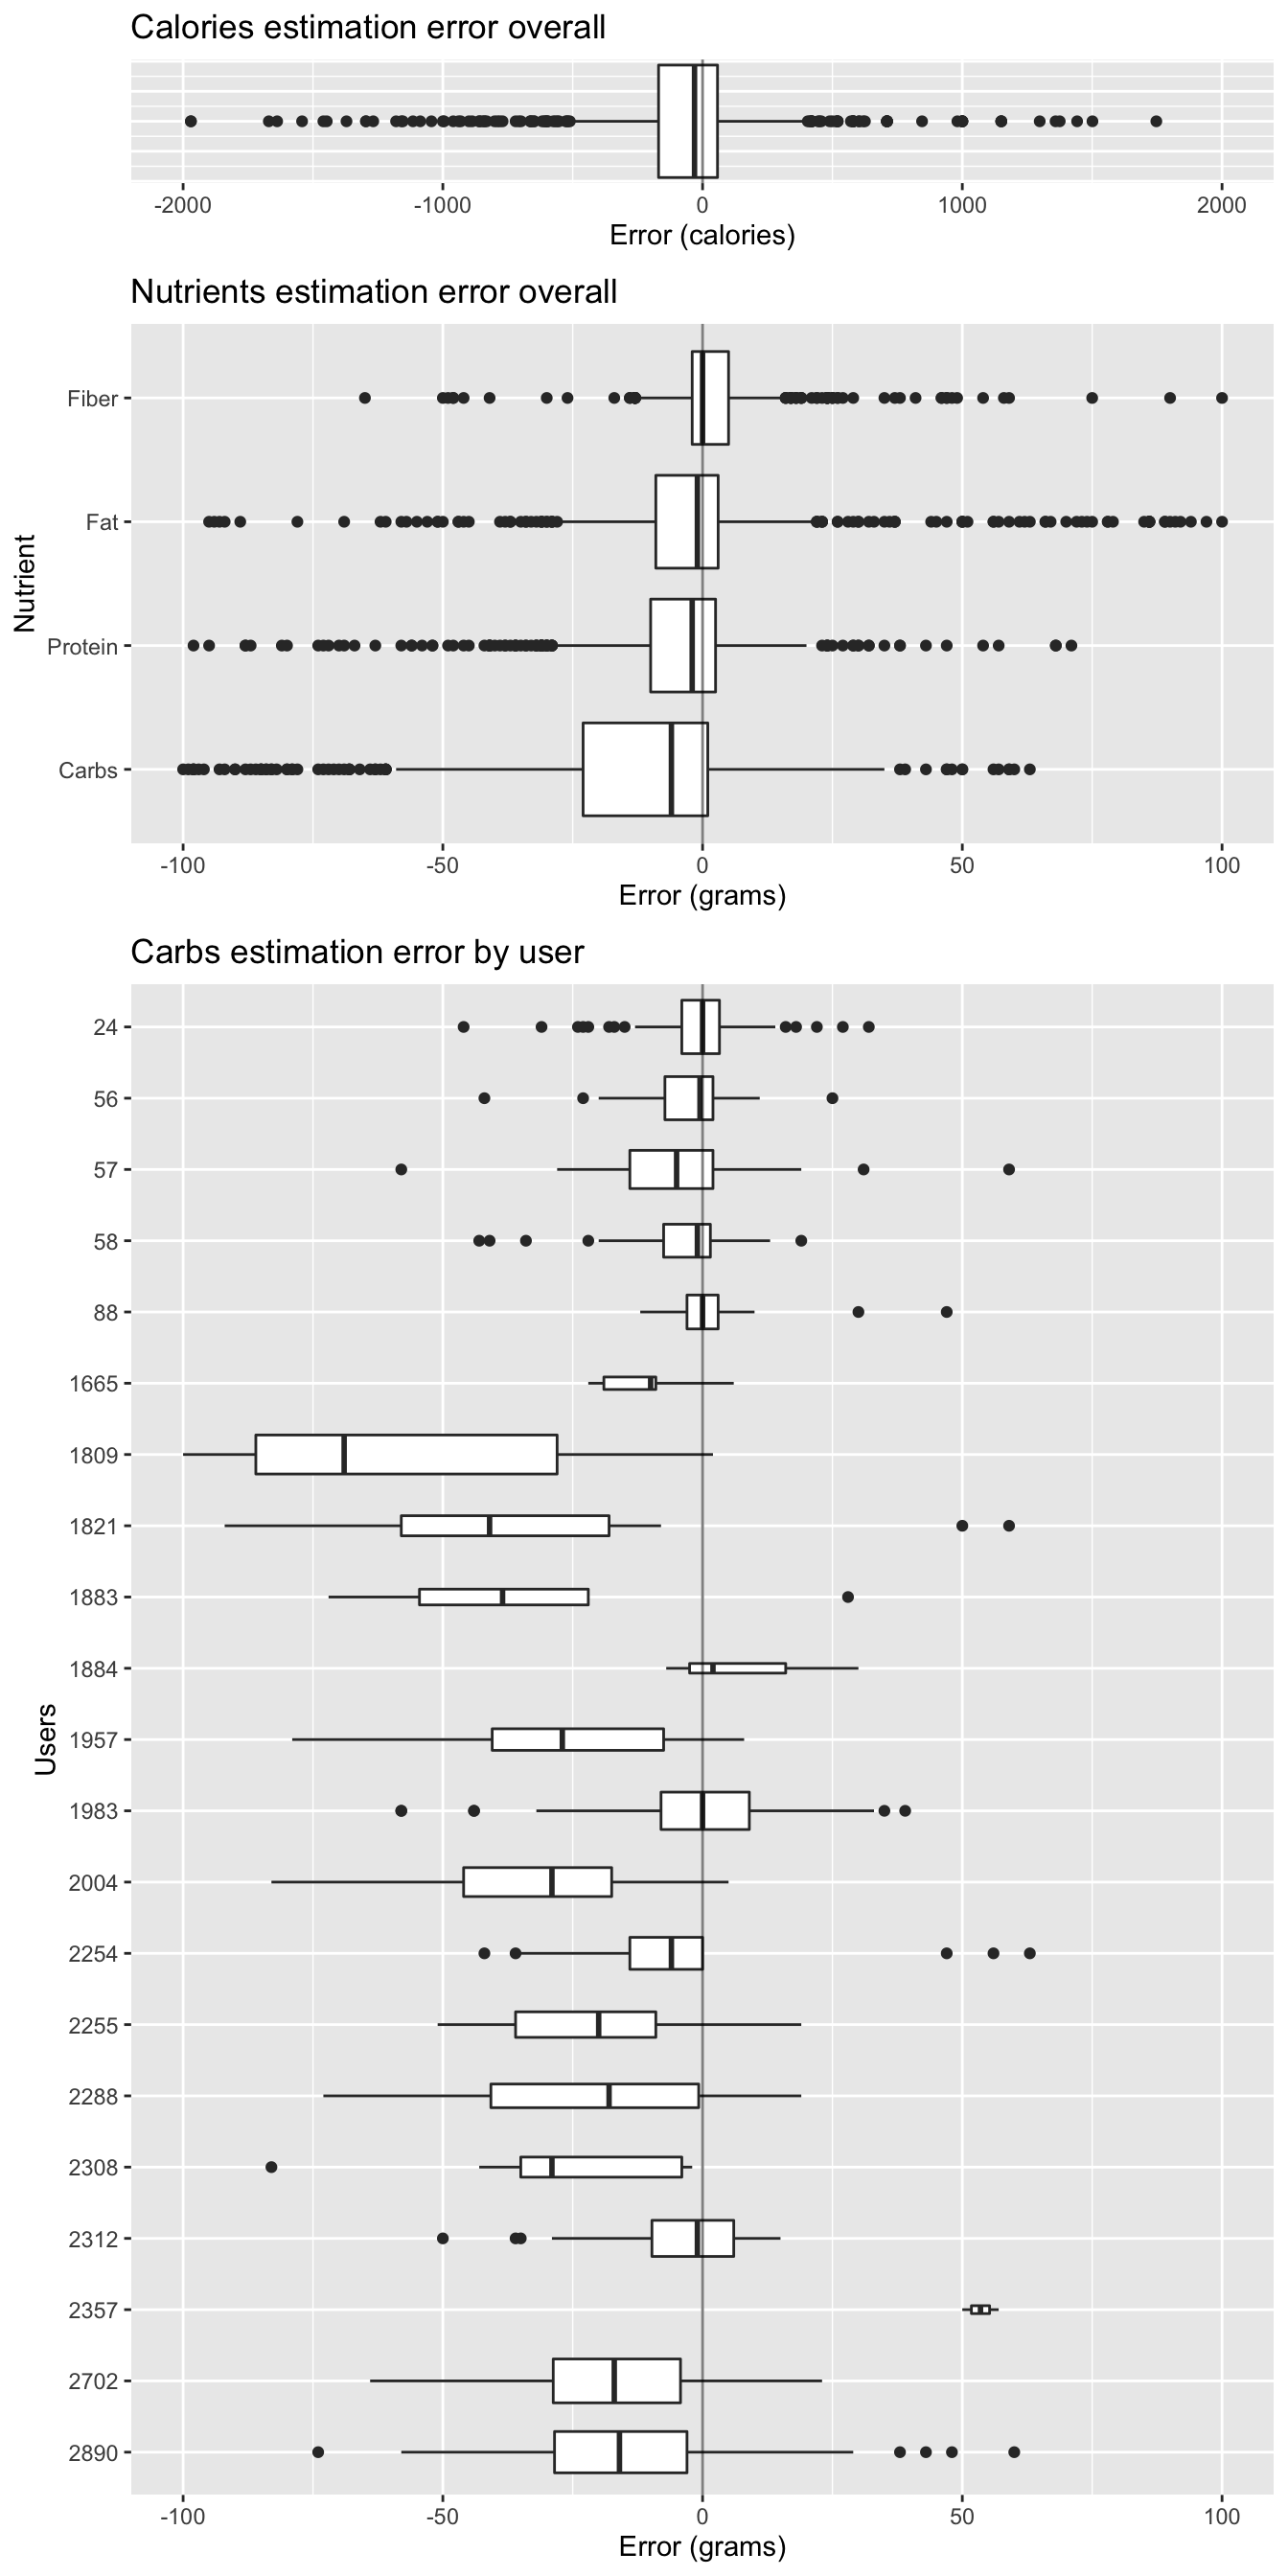 Calories estimation error overall
-2000 -1000 0 1000 2000
Error (calories)
Nutrients estimation error overall
Nutrient
Fiber
Fat
Protein
Carbs
-100 -50 0 50 100
Error (grams)
Carbs estimation error by user
Users
24
56
57
58
88
1665
1809
1821
1883
1884
1957
1983
2004
2254
2255
2288
2308
2312
2357
2702
2890
-100 -50 0 50 100
Error (grams)